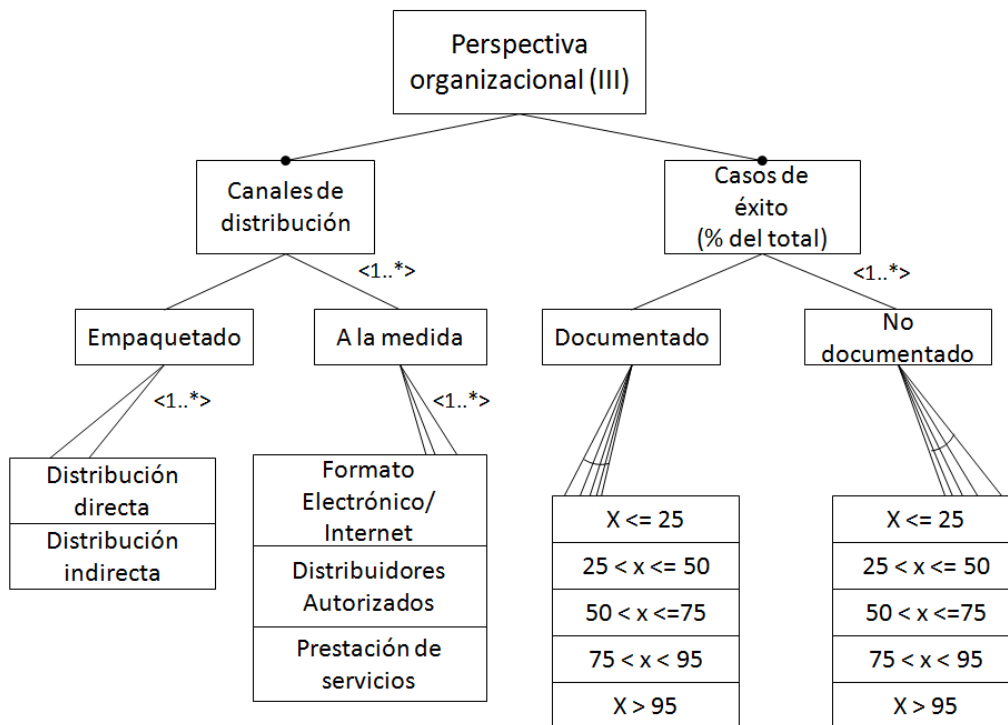 Perspectiva
organizacional (III)
Canales de
distribución
Casos de
éxito
(% del total)
<1..*>
<1..*>
Empaquetado
A la medida
Documentado
No
documentado
<1..*>
<1..*>
Distribución
directa
Distribución
indirecta
Formato
Electrónico/
Internet
Distribuidores
Autorizados
Prestación de
servicios
X <= 25
25 < x <= 50
50 < x <=75
75 < x < 95
X > 95
X <= 25
25 < x <= 50
50 < x <=75
75 < x < 95
X > 95